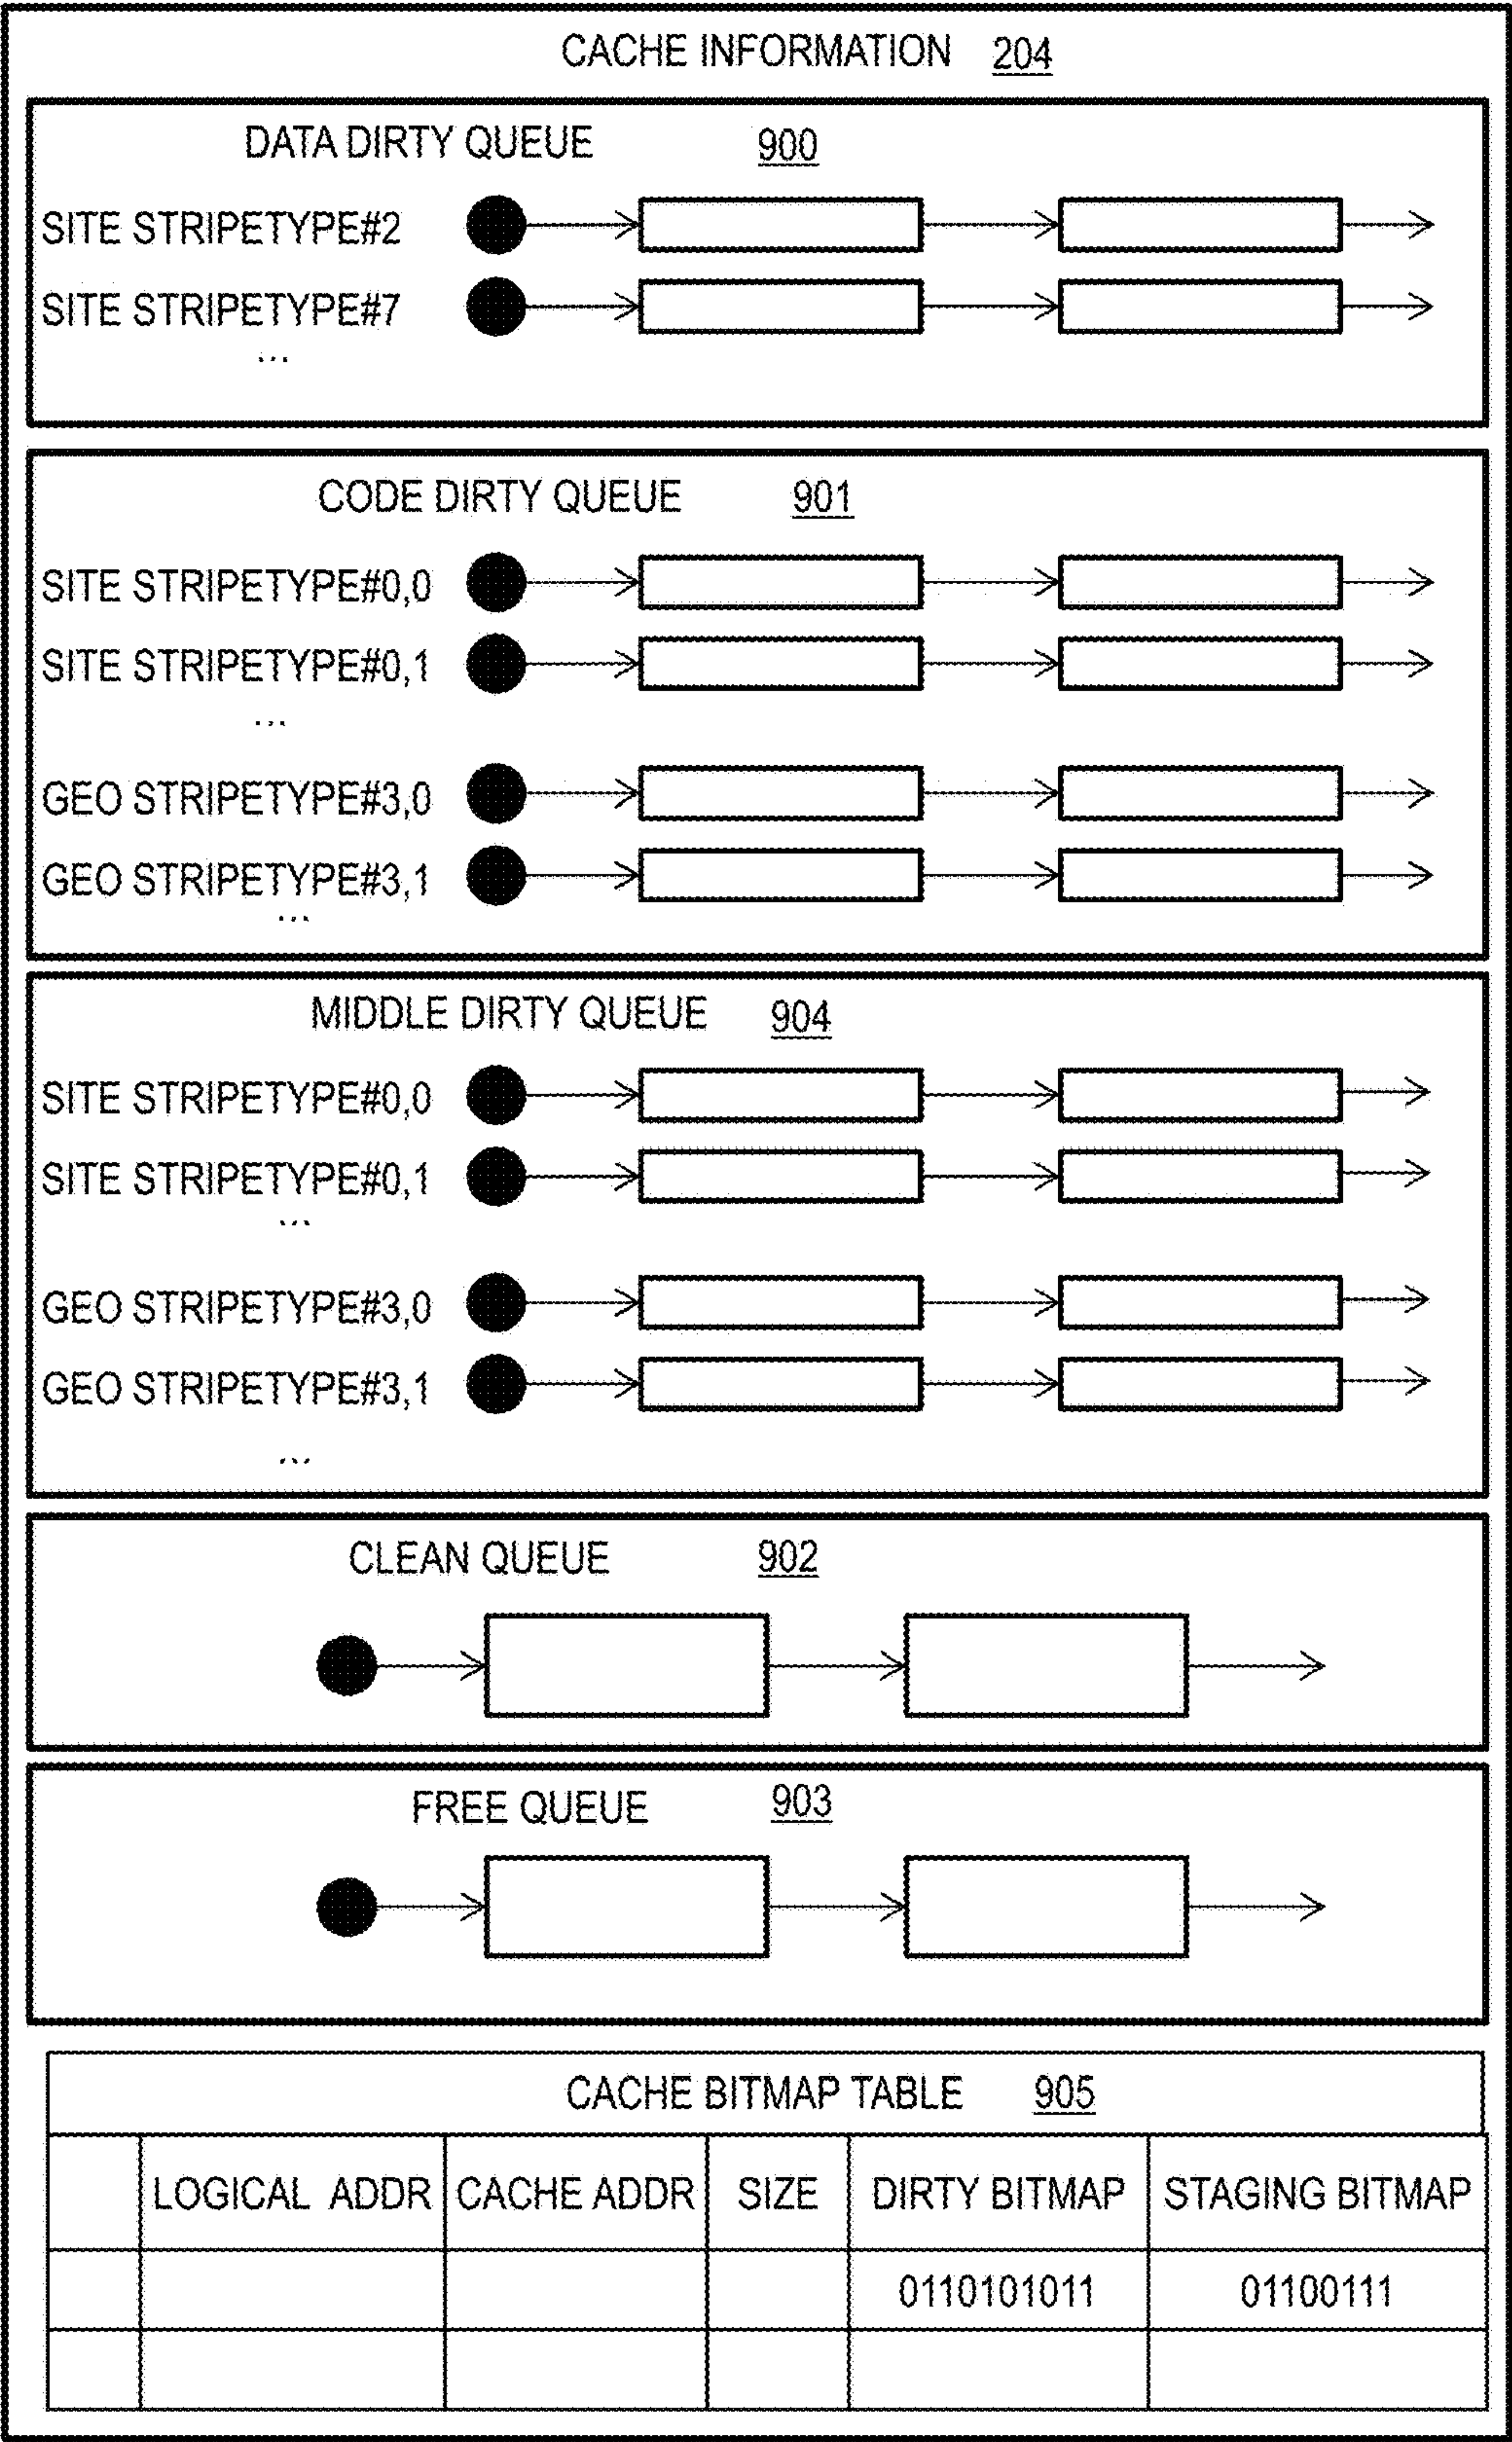 CACHE INFORMATION 204
DATA DIRTY QUEUE 900
SITE STRIPETYPE#2
SITE STRIPETYPE#7
...
CODE DIRTY QUEUE 901
SITE STRIPETYPE#0,0
SITE STRIPETYPE#0,1
...
GEO STRIPETYPE#3,0
GEO STRIPETYPE#3,1
...
MIDDLE DIRTY QUEUE 904
SITE STRIPETYPE#0,0
SITE STRIPETYPE#0,1
...
GEO STRIPETYPE#3,0
GEO STRIPETYPE#3,1
...
CLEAN QUEUE 902
FREE QUEUE 903
CACHE BITMAP TABLE 905
LOGICAL ADDR CACHE ADDR SIZE DIRTY BITMAP STAGING BITMAP
0110101011 01100111